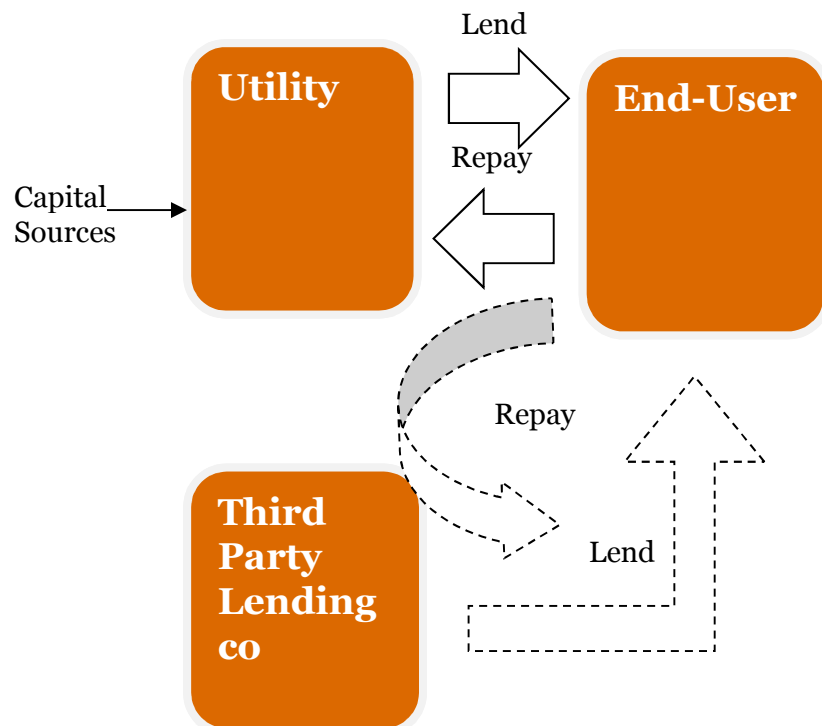 Lend
Utility
End-User
Repay
Capital
Sources
Repay
Third
Party
Lending
co
Lend